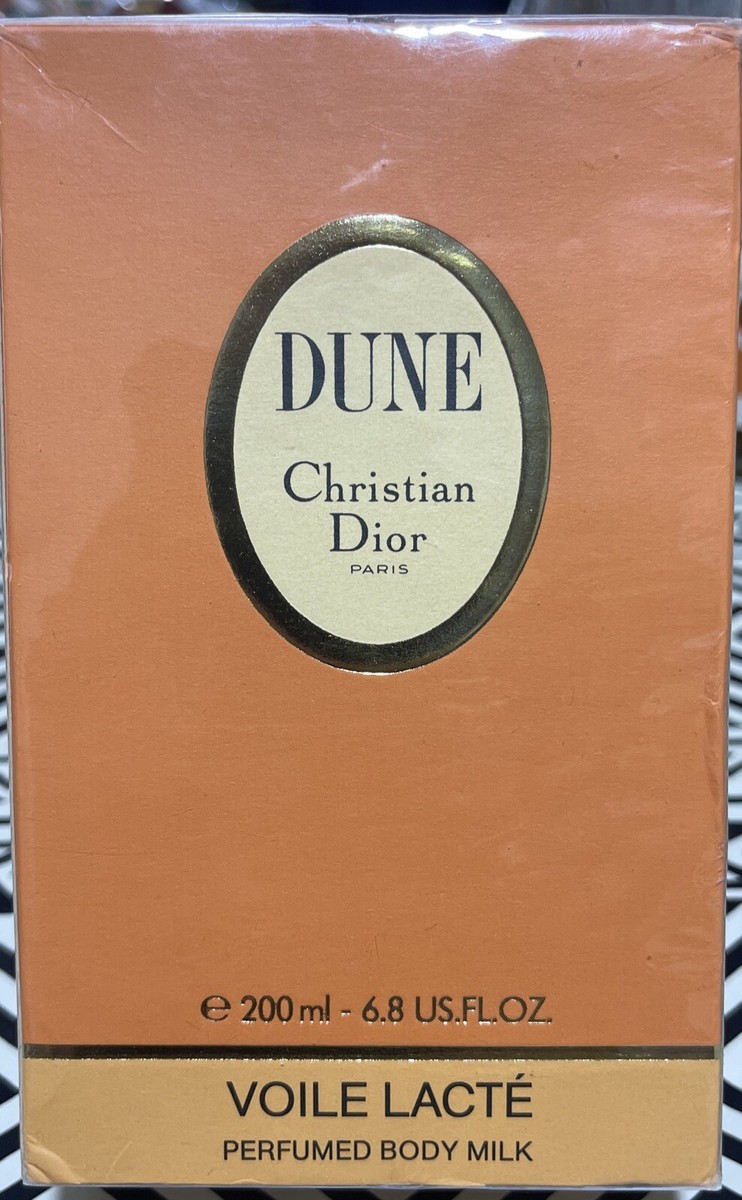 DUNE
Christian
Dior
PARIS
℮ 200 ml - 6.8 US.FL.OZ.
VOILE LACTÉ
PERFUMED BODY MILK